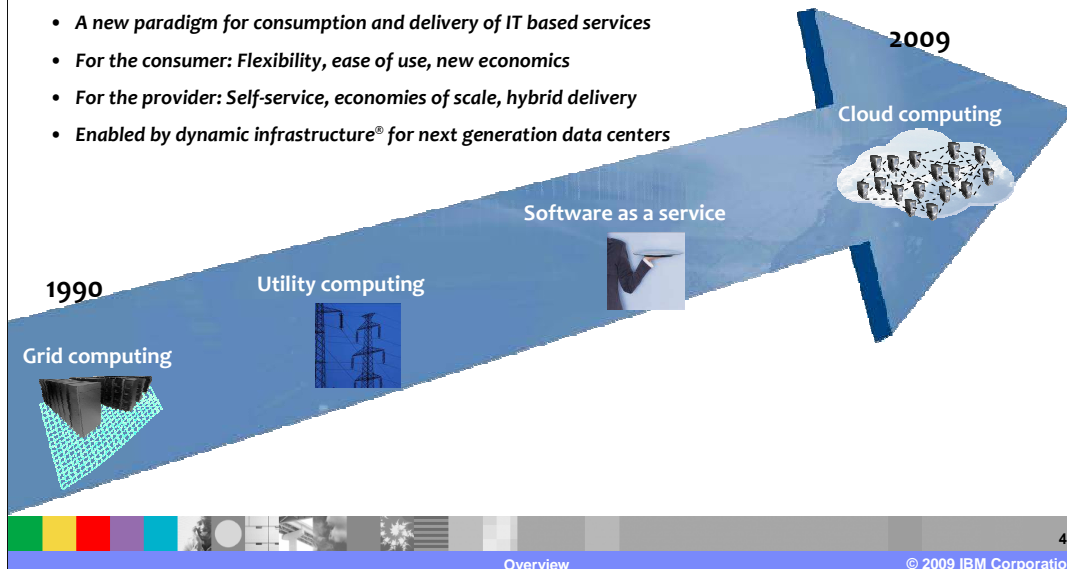 • A new paradigm for consumption and delivery of IT based services
• For the consumer: Flexibility, ease of use, new economics
• For the provider: Self-service, economies of scale, hybrid delivery
• Enabled by dynamic infrastructure® for next generation data centers
2009
Cloud computing
Software as a service
Utility computing
1990
Grid computing
4
Overview
© 2009 IBM Corporatio